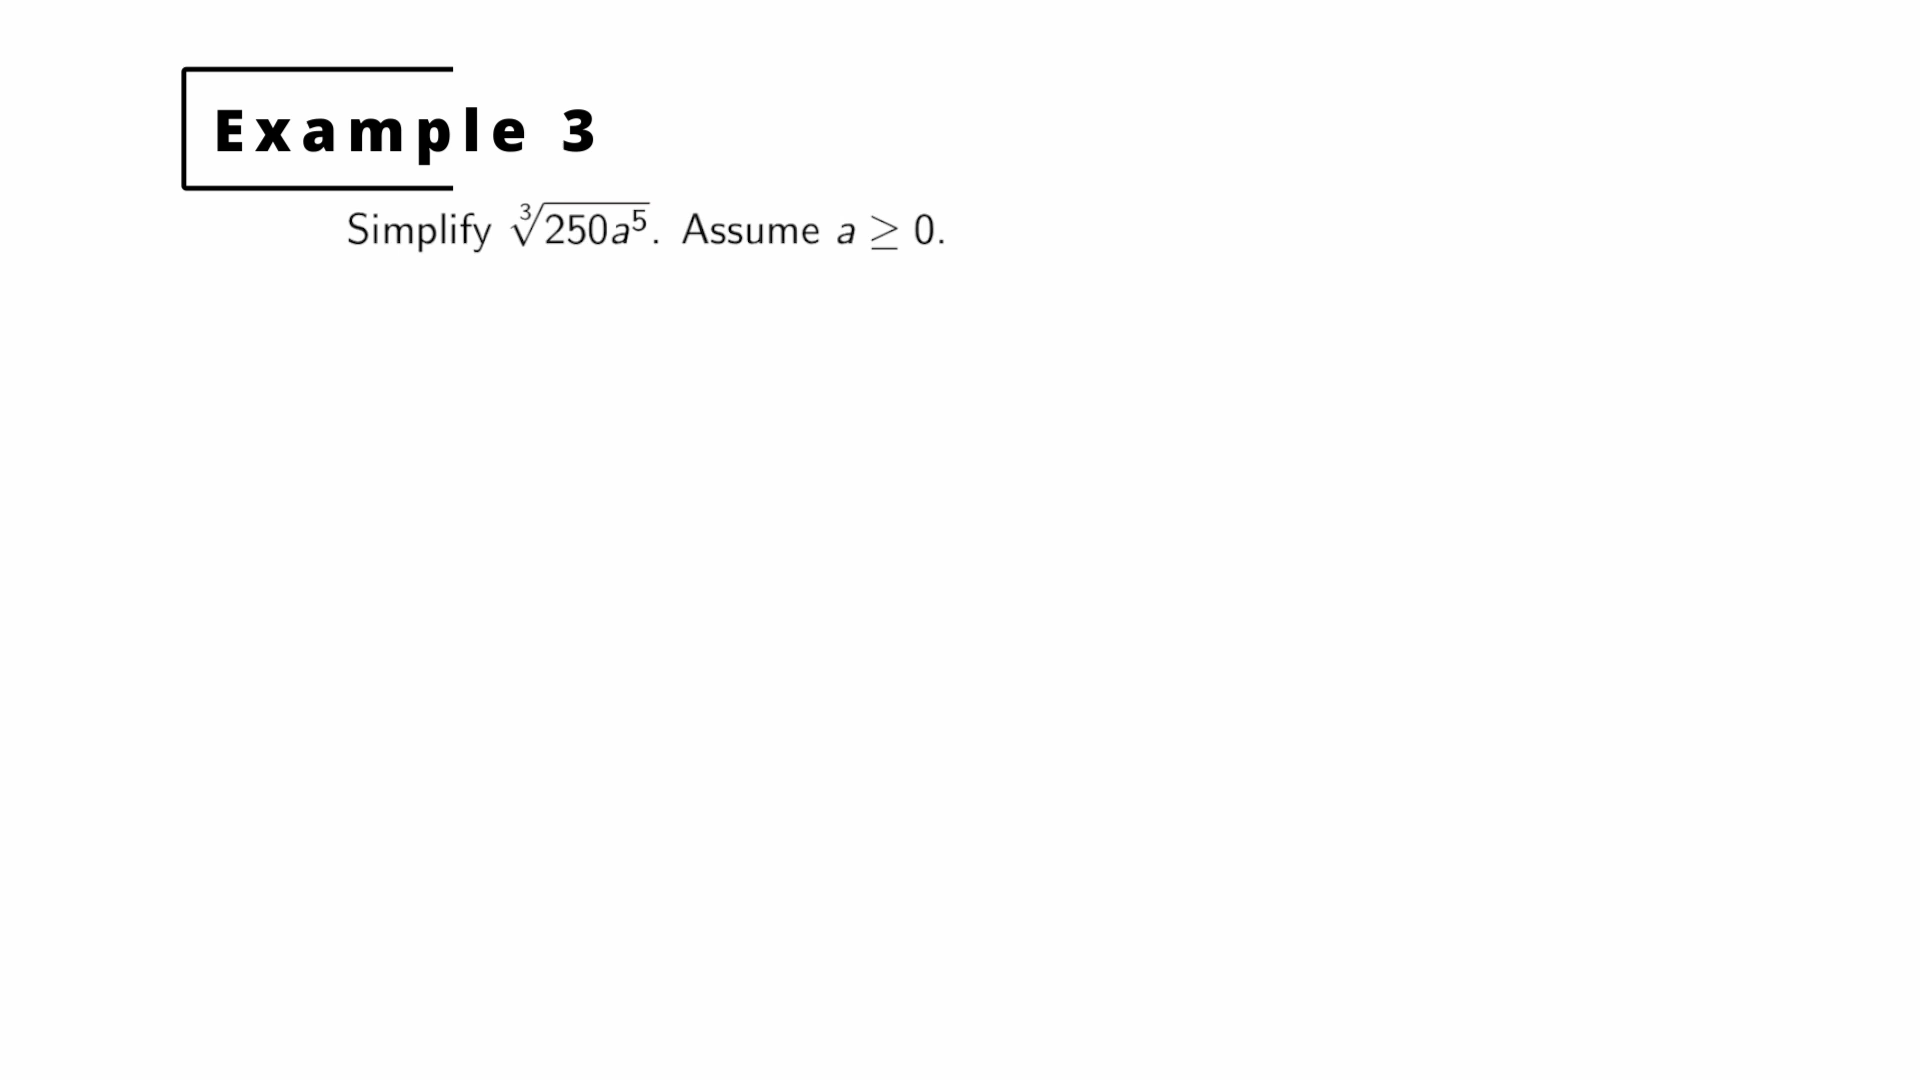 Example 3
Simplify ∛250a⁵. Assume a ≥ 0.